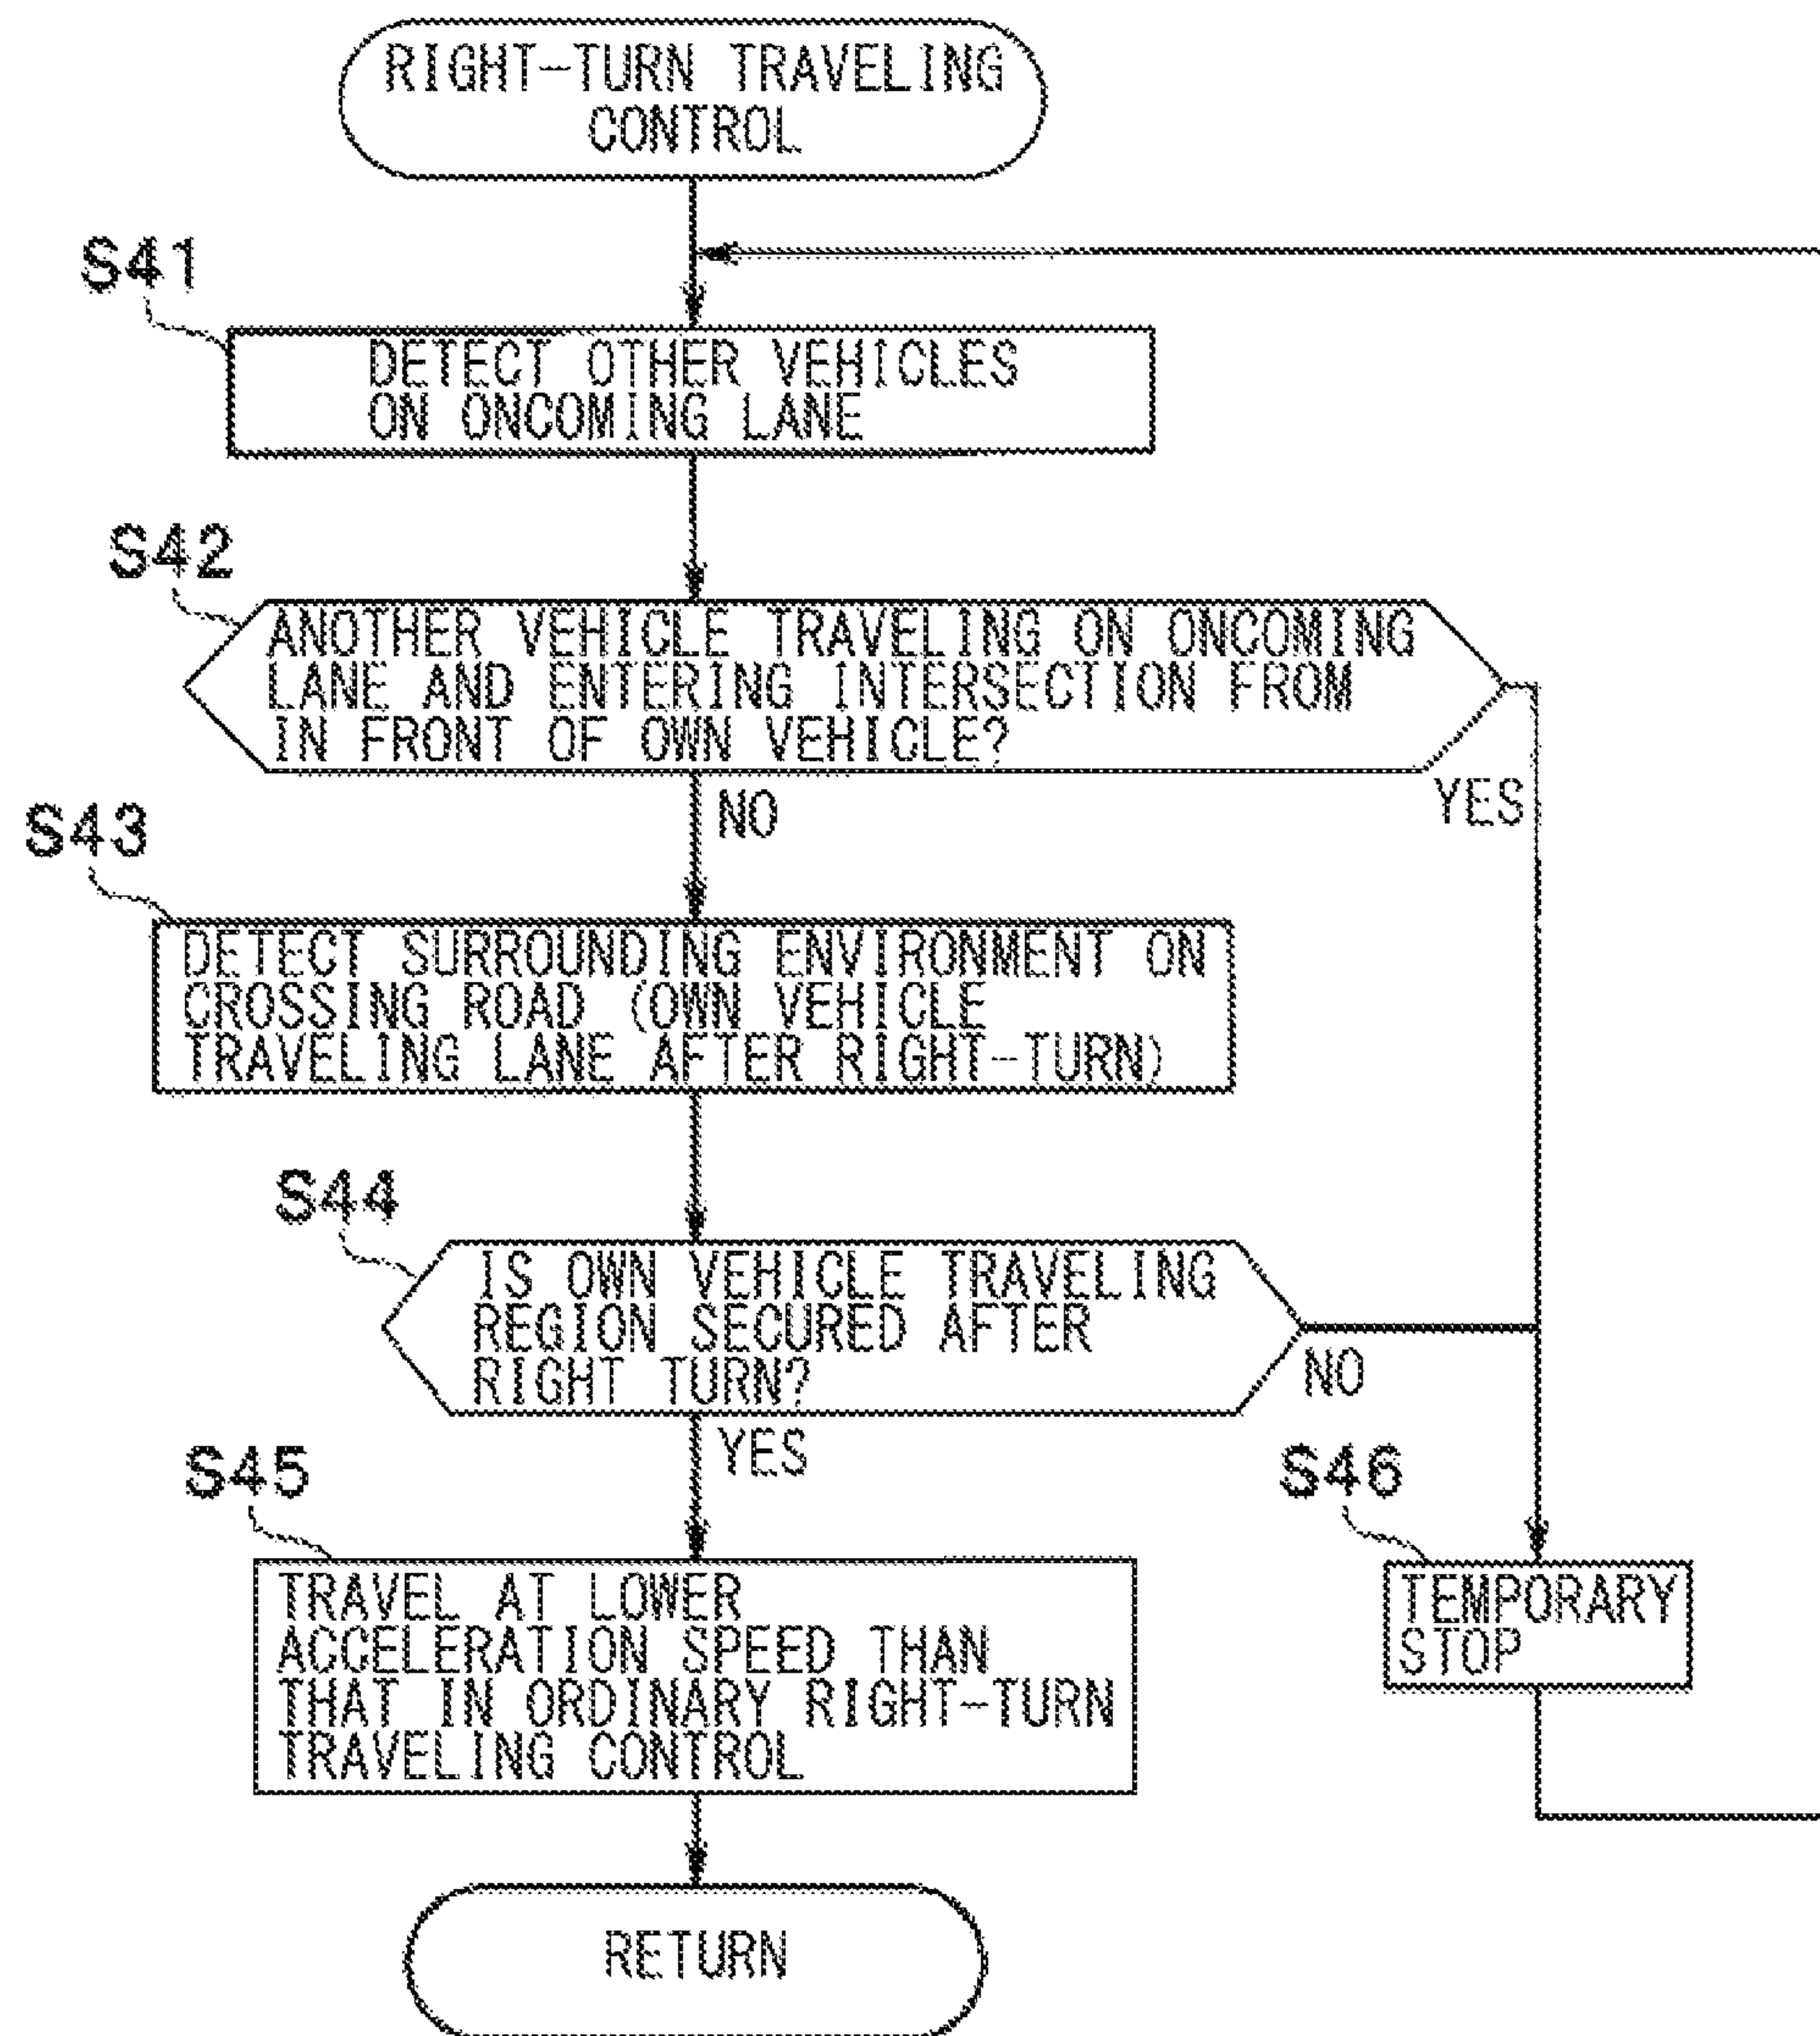 RIGHT-TURN TRAVELING
CONTROL
S41
DETECT OTHER VEHICLES
ON ONCOMING LANE
S42
ANOTHER VEHICLE TRAVELING ON ONCOMING
LANE AND ENTERING INTERSECTION FROM
IN FRONT OF OWN VEHICLE?
YES
NO
S43
DETECT SURROUNDING ENVIRONMENT ON
CROSSING ROAD (OWN VEHICLE
TRAVELING LANE AFTER RIGHT-TURN)
S44
IS OWN VEHICLE TRAVELING
REGION SECURED AFTER
RIGHT TURN?
NO
YES
S45
TRAVEL AT LOWER
ACCELERATION SPEED THAN
THAT IN ORDINARY RIGHT-TURN
TRAVELING CONTROL
S46
TEMPORARY
STOP
RETURN